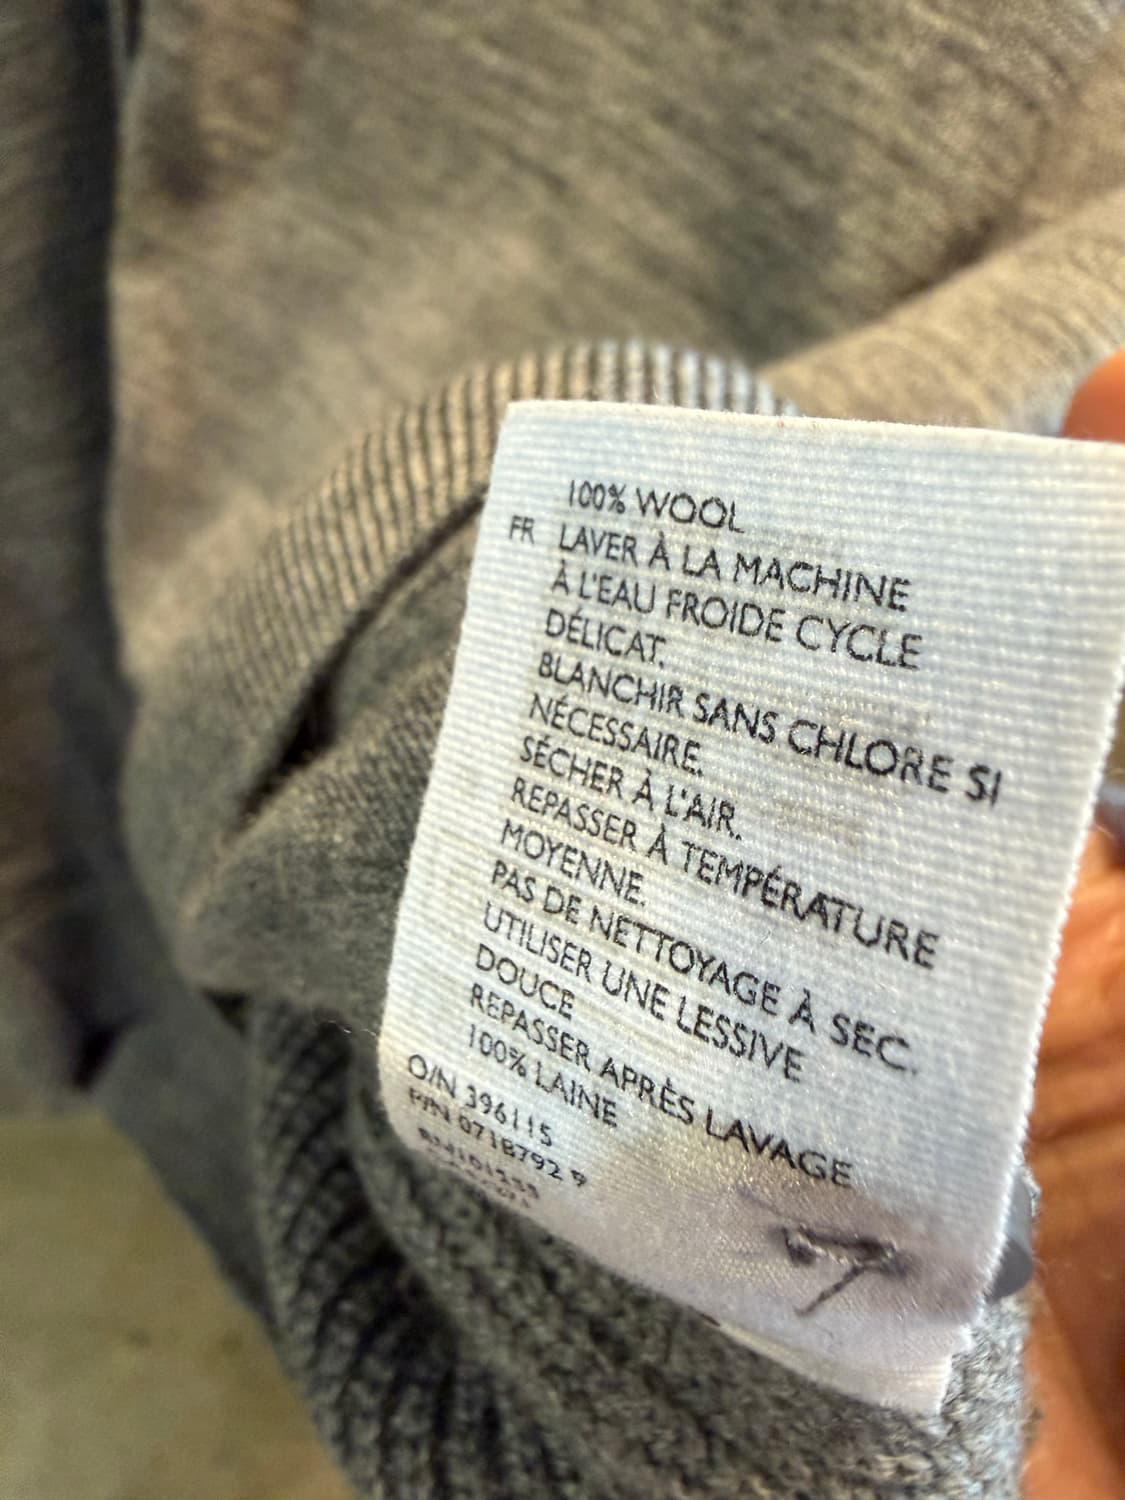 100% WOOL
FR LAVER À LA MACHINE
À L'EAU FROIDE CYCLE
DÉLICAT.
BLANCHIR SANS CHLORE SI
NÉCESSAIRE.
SÉCHER À L'AIR.
REPASSER À TEMPÉRATURE
MOYENNE.
PAS DE NETTOYAGE À SEC.
UTILISER UNE LESSIVE
DOUCE
REPASSER APRÈS LAVAGE
100% LAINE
O/N 396115
P/N 0718792 9